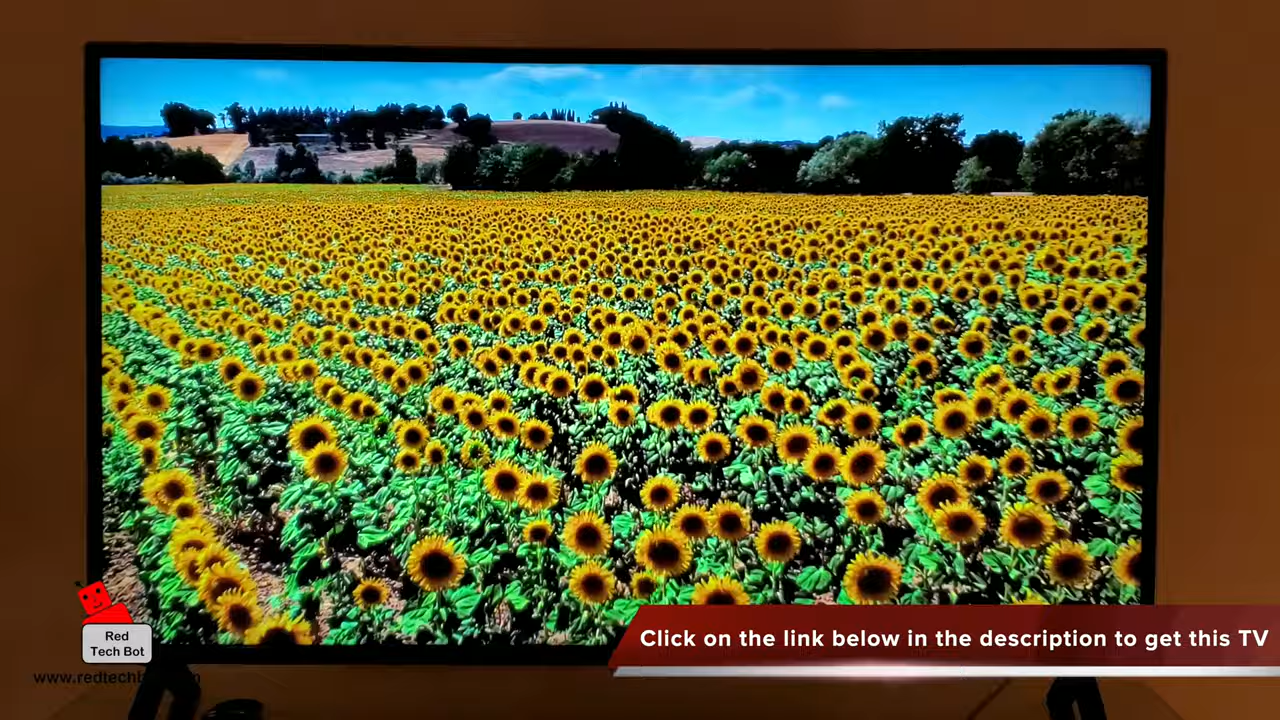 Red
Tech Bot
Click on the link below in the description to get this TV